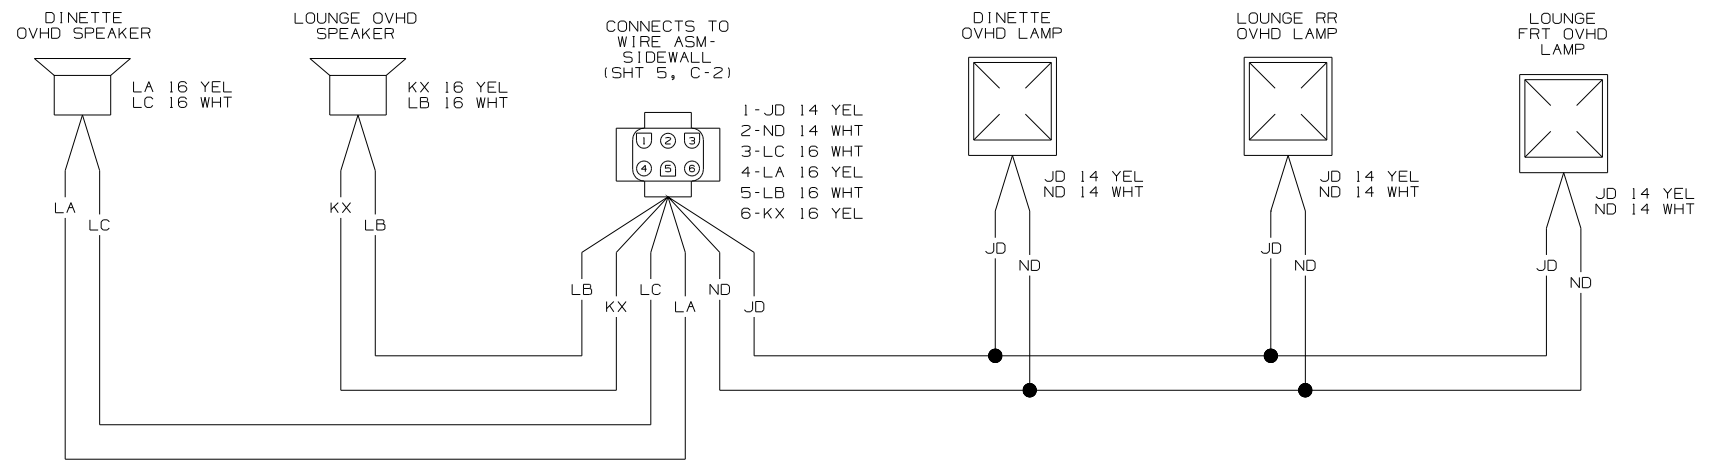 DINETTE
OVHD SPEAKER
LA 16 YEL
LC 16 WHT
LA
LC
LOUNGE OVHD
SPEAKER
KX 16 YEL
LB 16 WHT
KX
LB
CONNECTS TO
WIRE ASM-
SIDEWALL
(SHT 5, C-2)
1 2 3
4 5 6
1-JD 14 YEL
2-ND 14 WHT
3-LC 16 WHT
4-LA 16 YEL
5-LB 16 WHT
6-KX 16 YEL
LB
KX
LC
LA
ND
JD
DINETTE
OVHD LAMP
JD 14 YEL
ND 14 WHT
JD
ND
LOUNGE RR
OVHD LAMP
JD 14 YEL
ND 14 WHT
JD
ND
LOUNGE
FRT OVHD
LAMP
JD 14 YEL
ND 14 WHT
JD
ND